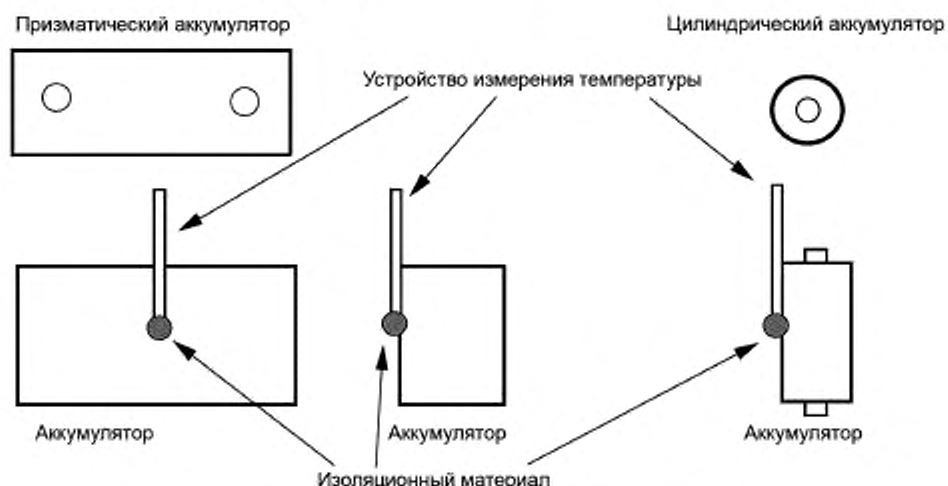 Призматический аккумулятор
Цилиндрический аккумулятор
Устройство измерения температуры
Аккумулятор
Аккумулятор
Аккумулятор
Изоляционный материал